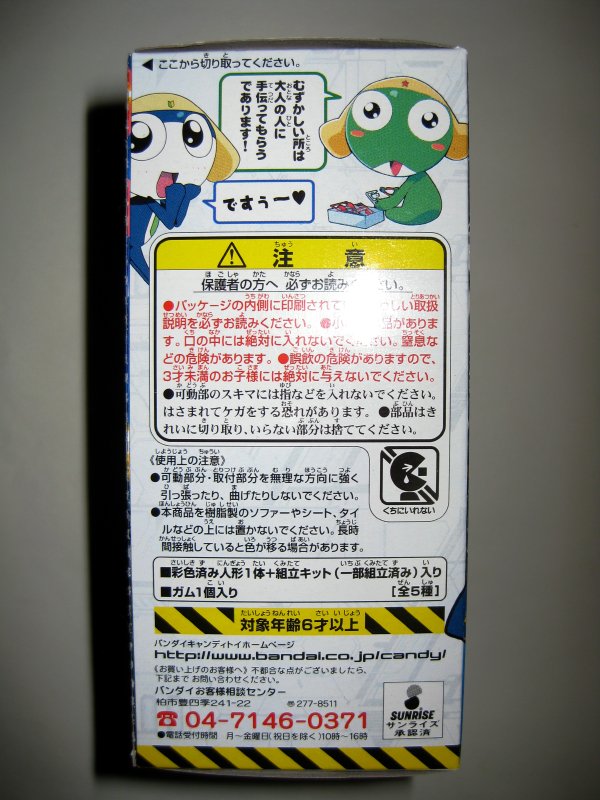 ◀ ここから切り取ってください。
むずかしい所は
大人の人に
手伝ってもらう
であります!
ですぅー♥
⚠ 注意
保護者の方へ 必ずお読みください。
●パッケージの内側に印刷されて しい取扱
説明を必ずお読みください。●小 品があります。
口の中には絶対に入れないでください。窒息な
どの危険があります。●誤飲の危険がありますので、
3才未満のお子様には絶対に与えないでください。
●可動部のスキマには指などを入れないでください。
はさまれてケガをする恐れがあります。●部品はき
れいに切り取り、いらない部分は捨ててください。
《使用上の注意》
●可動部分・取付部分を無理な方向に強く
引っ張ったり、曲げたりしないでください。
●本商品を樹脂製のソファーやシート、タイ
ルなどの上には置かないでください。長時
間接触していると色が移る場合があります。
くちにいれない
■彩色済み人形1体+組立キット(一部組立済み)入り
■ガム1個入り [全5種]
対象年齢6才以上
バンダイキャンディトイホームページ
http://www.bandai.co.jp/candy/
《お買い上げのお客様へ》不都合な点がございましたら、
下記まで お問い合わせください。
バンダイお客様相談センター
柏市豊四季241-22 〒277-8511
☎ 04-7146-0371
●電話受付時間 月～金曜日(祝日を除く)10時～16時
SUNRISE
サンライズ
承認済